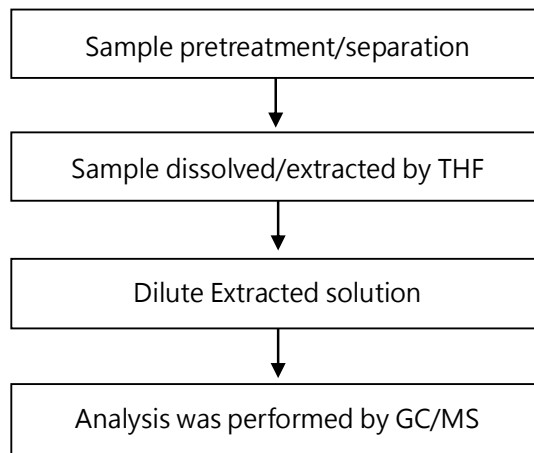 Sample pretreatment/separation
Sample dissolved/extracted by THF
Dilute Extracted solution
Analysis was performed by GC/MS